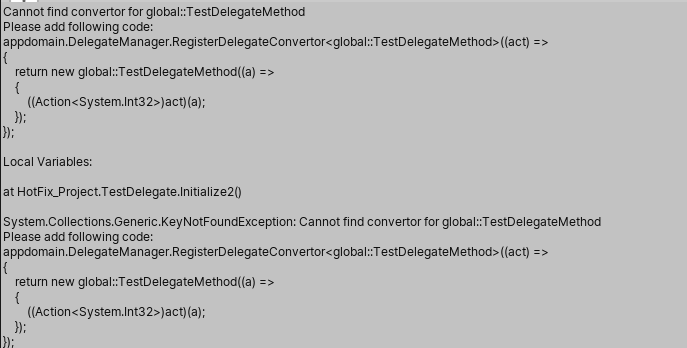 Cannot find convertor for global::TestDelegateMethod
Please add following code:
appdomain.DelegateManager.RegisterDelegateConvertor<global::TestDelegateMethod>((act) =>
{
    return new global::TestDelegateMethod((a) =>
    {
        ((Action<System.Int32>)act)(a);
    });
});
Local Variables:
at HotFix_Project.TestDelegate.Initialize2()
System.Collections.Generic.KeyNotFoundException: Cannot find convertor for global::TestDelegateMethod
Please add following code:
appdomain.DelegateManager.RegisterDelegateConvertor<global::TestDelegateMethod>((act) =>
{
    return new global::TestDelegateMethod((a) =>
    {
        ((Action<System.Int32>)act)(a);
    });
});